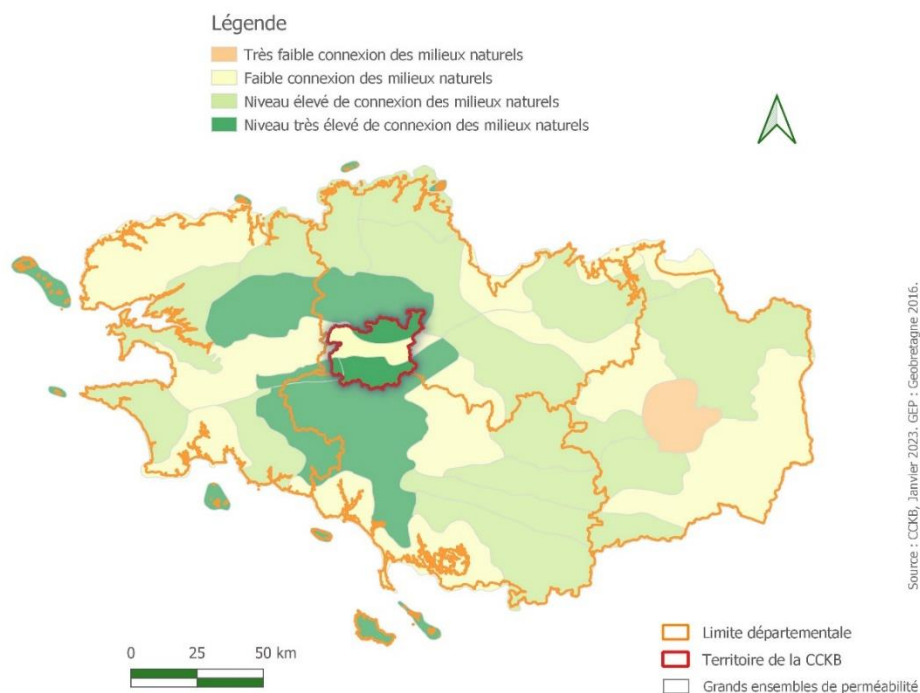 Légende
Très faible connexion des milieux naturels
Faible connexion des milieux naturels
Niveau élevé de connexion des milieux naturels
Niveau très élevé de connexion des milieux naturels
Source : CCKB, Janvier 2023. GEP : Geobretagne 2016.
0 25 50 km
Limite départementale
Territoire de la CCKB
Grands ensembles de perméabilité